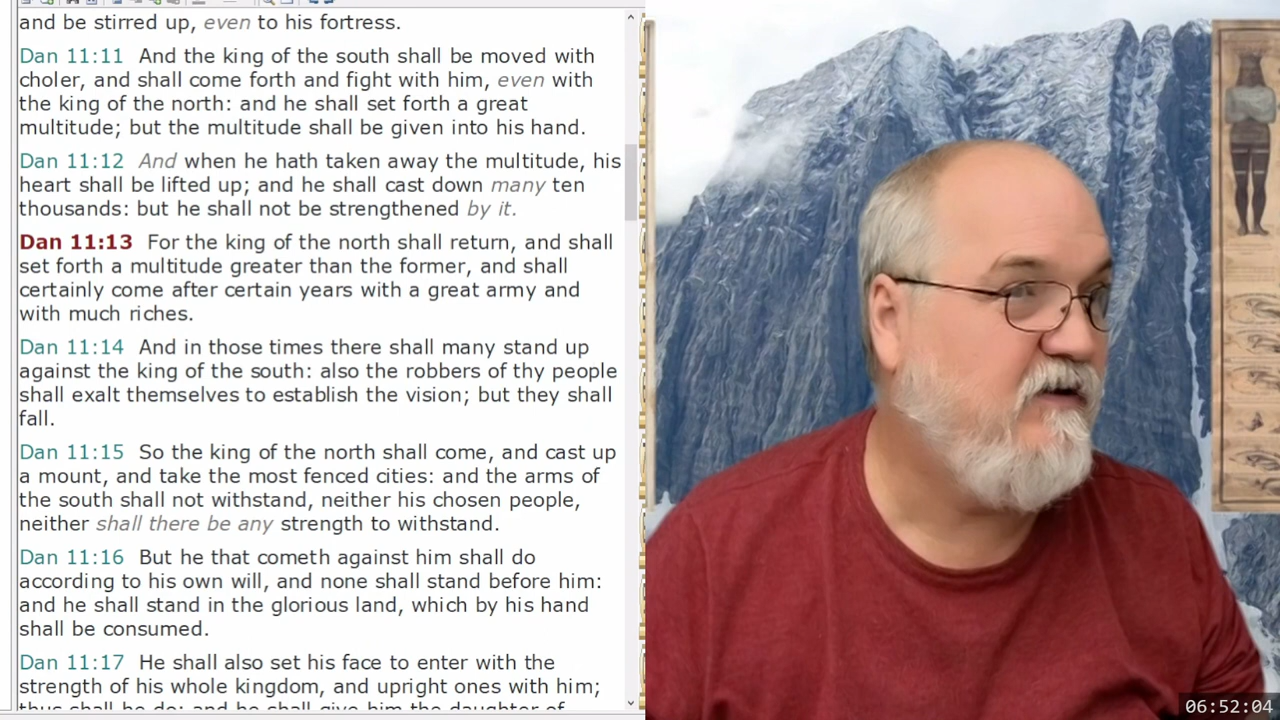 and be stirred up, even to his fortress.
Dan 11:11 And the king of the south shall be moved with
choler, and shall come forth and fight with him, even with
the king of the north: and he shall set forth a great
multitude; but the multitude shall be given into his hand.
Dan 11:12 And when he hath taken away the multitude, his
heart shall be lifted up; and he shall cast down many ten
thousands: but he shall not be strengthened by it.
Dan 11:13 For the king of the north shall return, and shall
set forth a multitude greater than the former, and shall
certainly come after certain years with a great army and
with much riches.
Dan 11:14 And in those times there shall many stand up
against the king of the south: also the robbers of thy people
shall exalt themselves to establish the vision; but they shall
fall.
Dan 11:15 So the king of the north shall come, and cast up
a mount, and take the most fenced cities: and the arms of
the south shall not withstand, neither his chosen people,
neither shall there be any strength to withstand.
Dan 11:16 But he that cometh against him shall do
according to his own will, and none shall stand before him:
and he shall stand in the glorious land, which by his hand
shall be consumed.
Dan 11:17 He shall also set his face to enter with the
strength of his whole kingdom, and upright ones with him;
thus shall he do: and he shall give him the daughter of
06:52:04